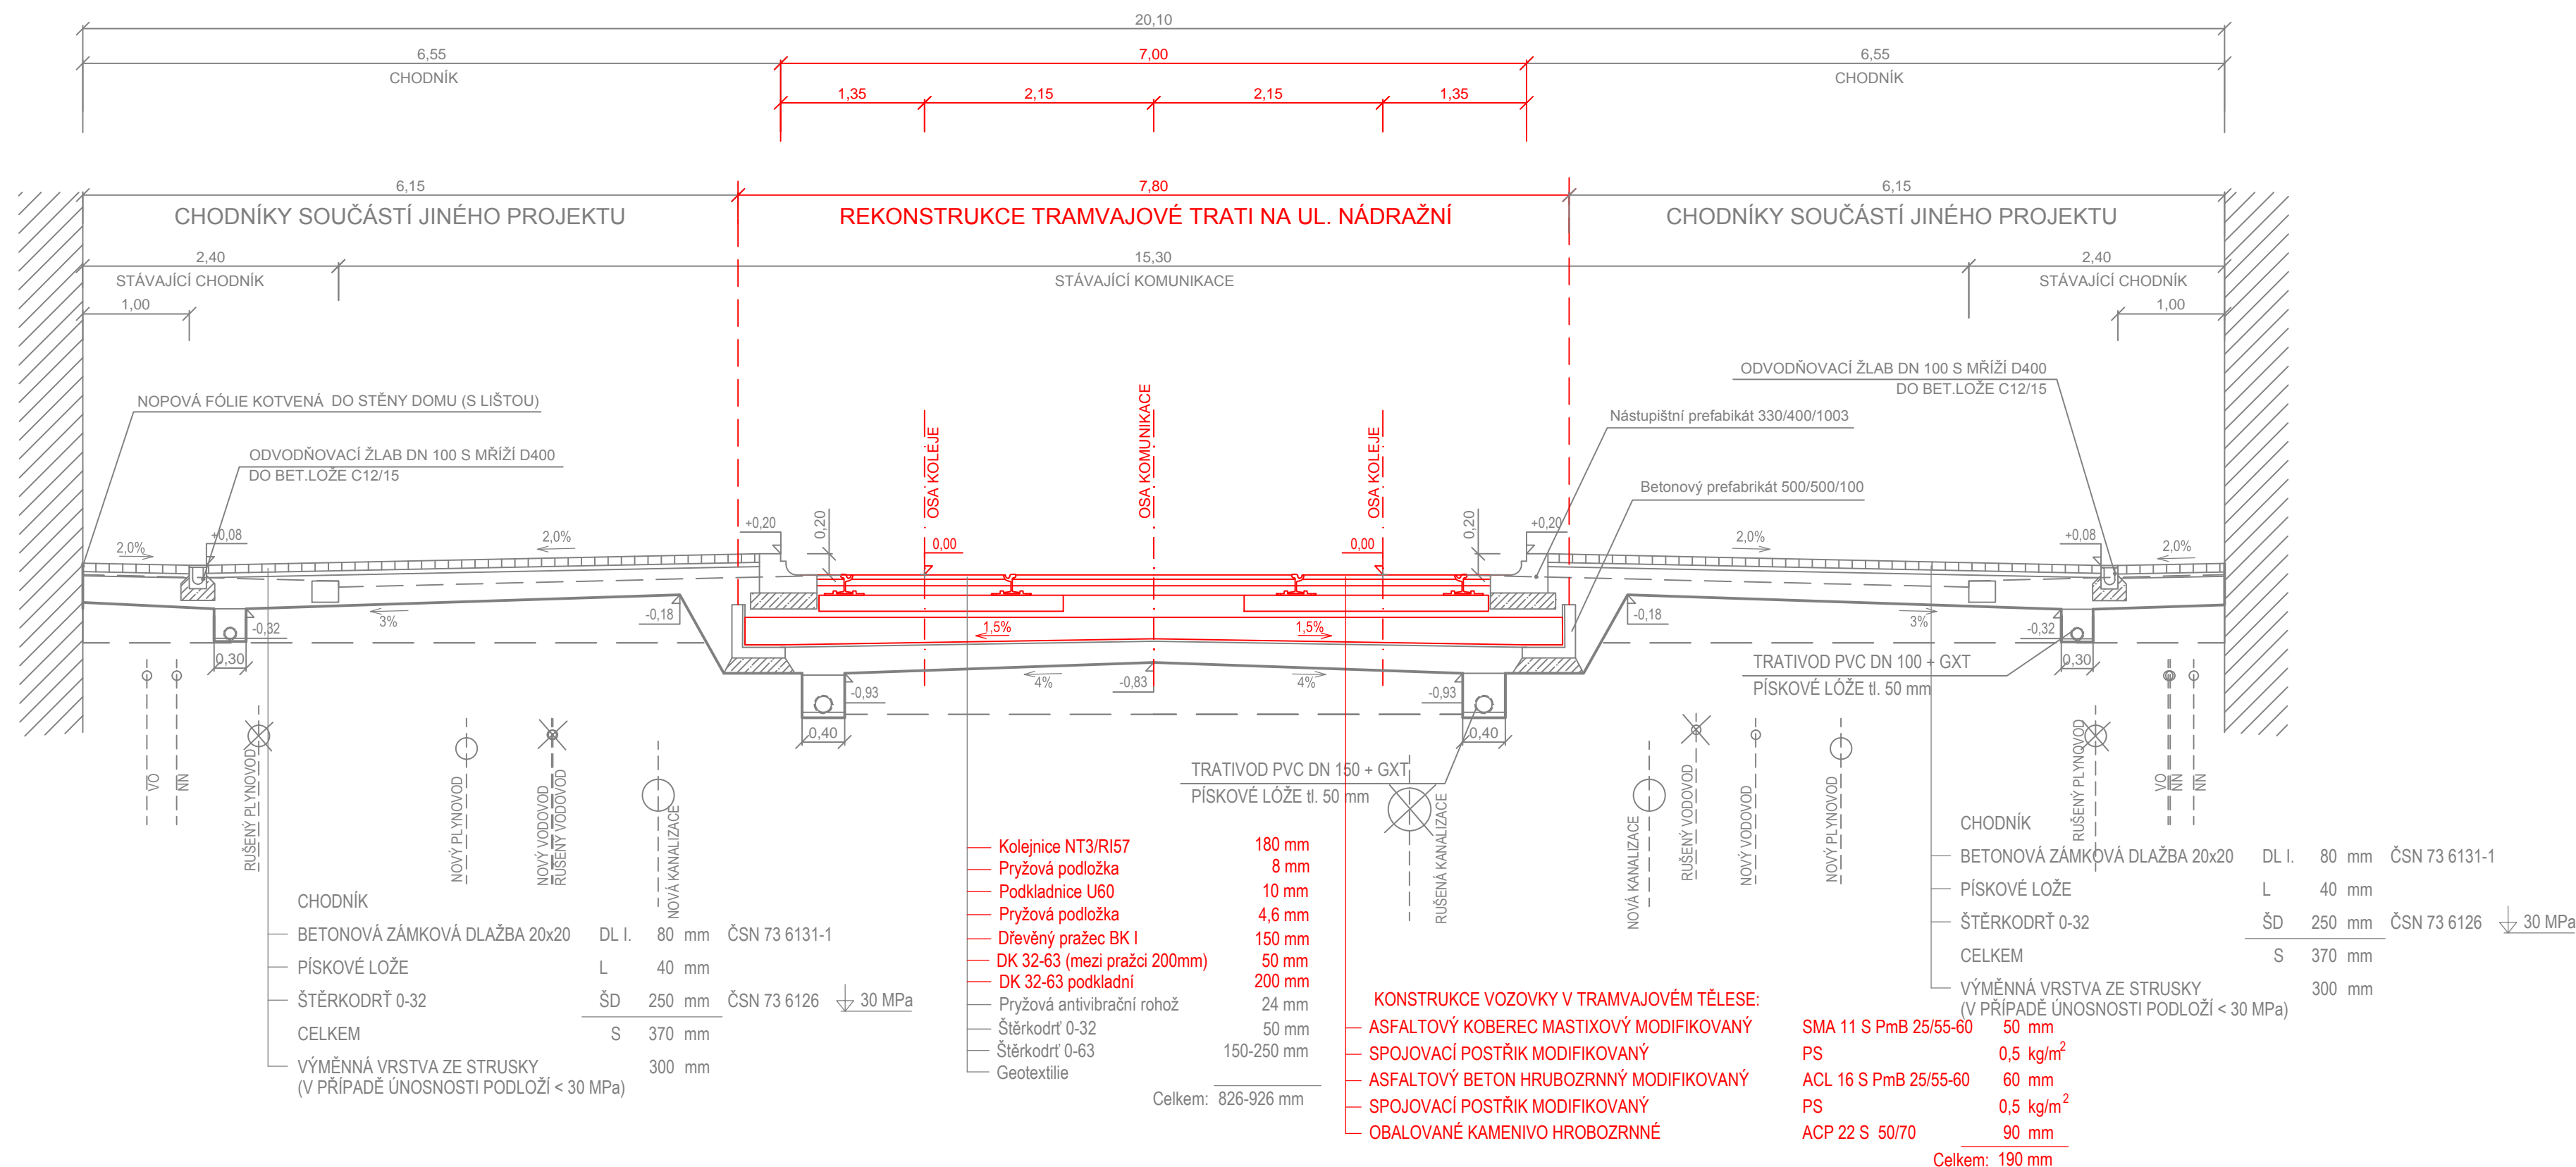 20,10
6,55 7,00 6,55
CHODNÍK CHODNÍK
1,35 2,15 2,15 1,35
6,15 7,80 6,15
CHODNÍKY SOUČÁSTÍ JINÉHO PROJEKTU
REKONSTRUKCE TRAMVAJOVÉ TRATI NA UL. NÁDRAŽNÍ
CHODNÍKY SOUČÁSTÍ JINÉHO PROJEKTU
2,40 15,30 2,40
STÁVAJÍCÍ CHODNÍK STÁVAJÍCÍ KOMUNIKACE STÁVAJÍCÍ CHODNÍK
1,00 1,00
NOPOVÁ FÓLIE KOTVENÁ DO STĚNY DOMU (S LIŠTOU)
ODVODŇOVACÍ ŽLAB DN 100 S MŘÍŽÍ D400
DO BET.LOŽE C12/15
ODVODŇOVACÍ ŽLAB DN 100 S MŘÍŽÍ D400
DO BET.LOŽE C12/15
Nástupištní prefabikát 330/400/1003
Betonový prefabrikát 500/500/100
OSA KOLEJE
OSA KOMUNIKACE
OSA KOLEJE
2,0% +0,08 2,0% +0,20 0,20 0,00 0,00 0,20 +0,20 2,0% +0,08 2,0%
-0,32 3% -0,18 1,5% 1,5% -0,18 3% -0,32
0,30 -0,93 4% -0,83 4% -0,93 0,30
0,40 0,40
TRATIVOD PVC DN 100 + GXT
PÍSKOVÉ LÓŽE tl. 50 mm
TRATIVOD PVC DN 150 + GXT
PÍSKOVÉ LÓŽE tl. 50 mm
VO
NN
RUŠENÝ PLYNOVOD
NOVÝ PLYNOVOD
NOVÝ VODOVOD
RUŠENÝ VODOVOD
NOVÁ KANALIZACE
RUŠENÁ KANALIZACE
NOVÁ KANALIZACE
RUŠENÝ VODOVOD
NOVÝ VODOVOD
NOVÝ PLYNOVOD
RUŠENÝ PLYNOVOD
VO
NN
NN
CHODNÍK
BETONOVÁ ZÁMKOVÁ DLAŽBA 20x20 DL I. 80 mm ČSN 73 6131-1
PÍSKOVÉ LOŽE L 40 mm
ŠTĚRKODRŤ 0-32 ŠD 250 mm ČSN 73 6126 30 MPa
CELKEM S 370 mm
VÝMĚNNÁ VRSTVA ZE STRUSKY 300 mm
(V PŘÍPADĚ ÚNOSNOSTI PODLOŽÍ < 30 MPa)
Kolejnice NT3/RI57 180 mm
Pryžová podložka 8 mm
Podkladnice U60 10 mm
Pryžová podložka 4,6 mm
Dřevěný pražec BK I 150 mm
DK 32-63 (mezi pražci 200mm) 50 mm
DK 32-63 podkladní 200 mm
Pryžová antivibrační rohož 24 mm
Štěrkodrť 0-32 50 mm
Štěrkodrť 0-63 150-250 mm
Geotextilie
Celkem: 826-926 mm
KONSTRUKCE VOZOVKY V TRAMVAJOVÉM TĚLESE:
ASFALTOVÝ KOBEREC MASTIXOVÝ MODIFIKOVANÝ SMA 11 S PmB 25/55-60 50 mm
SPOJOVACÍ POSTŘIK MODIFIKOVANÝ PS 0,5 kg/m²
ASFALTOVÝ BETON HRUBOZRNNÝ MODIFIKOVANÝ ACL 16 S PmB 25/55-60 60 mm
SPOJOVACÍ POSTŘIK MODIFIKOVANÝ PS 0,5 kg/m²
OBALOVANÉ KAMENIVO HROBOZRNNÉ ACP 22 S 50/70 90 mm
Celkem: 190 mm
CHODNÍK
BETONOVÁ ZÁMKOVÁ DLAŽBA 20x20 DL I. 80 mm ČSN 73 6131-1
PÍSKOVÉ LOŽE L 40 mm
ŠTĚRKODRŤ 0-32 ŠD 250 mm ČSN 73 6126 30 MPa
CELKEM S 370 mm
VÝMĚNNÁ VRSTVA ZE STRUSKY 300 mm
(V PŘÍPADĚ ÚNOSNOSTI PODLOŽÍ < 30 MPa)